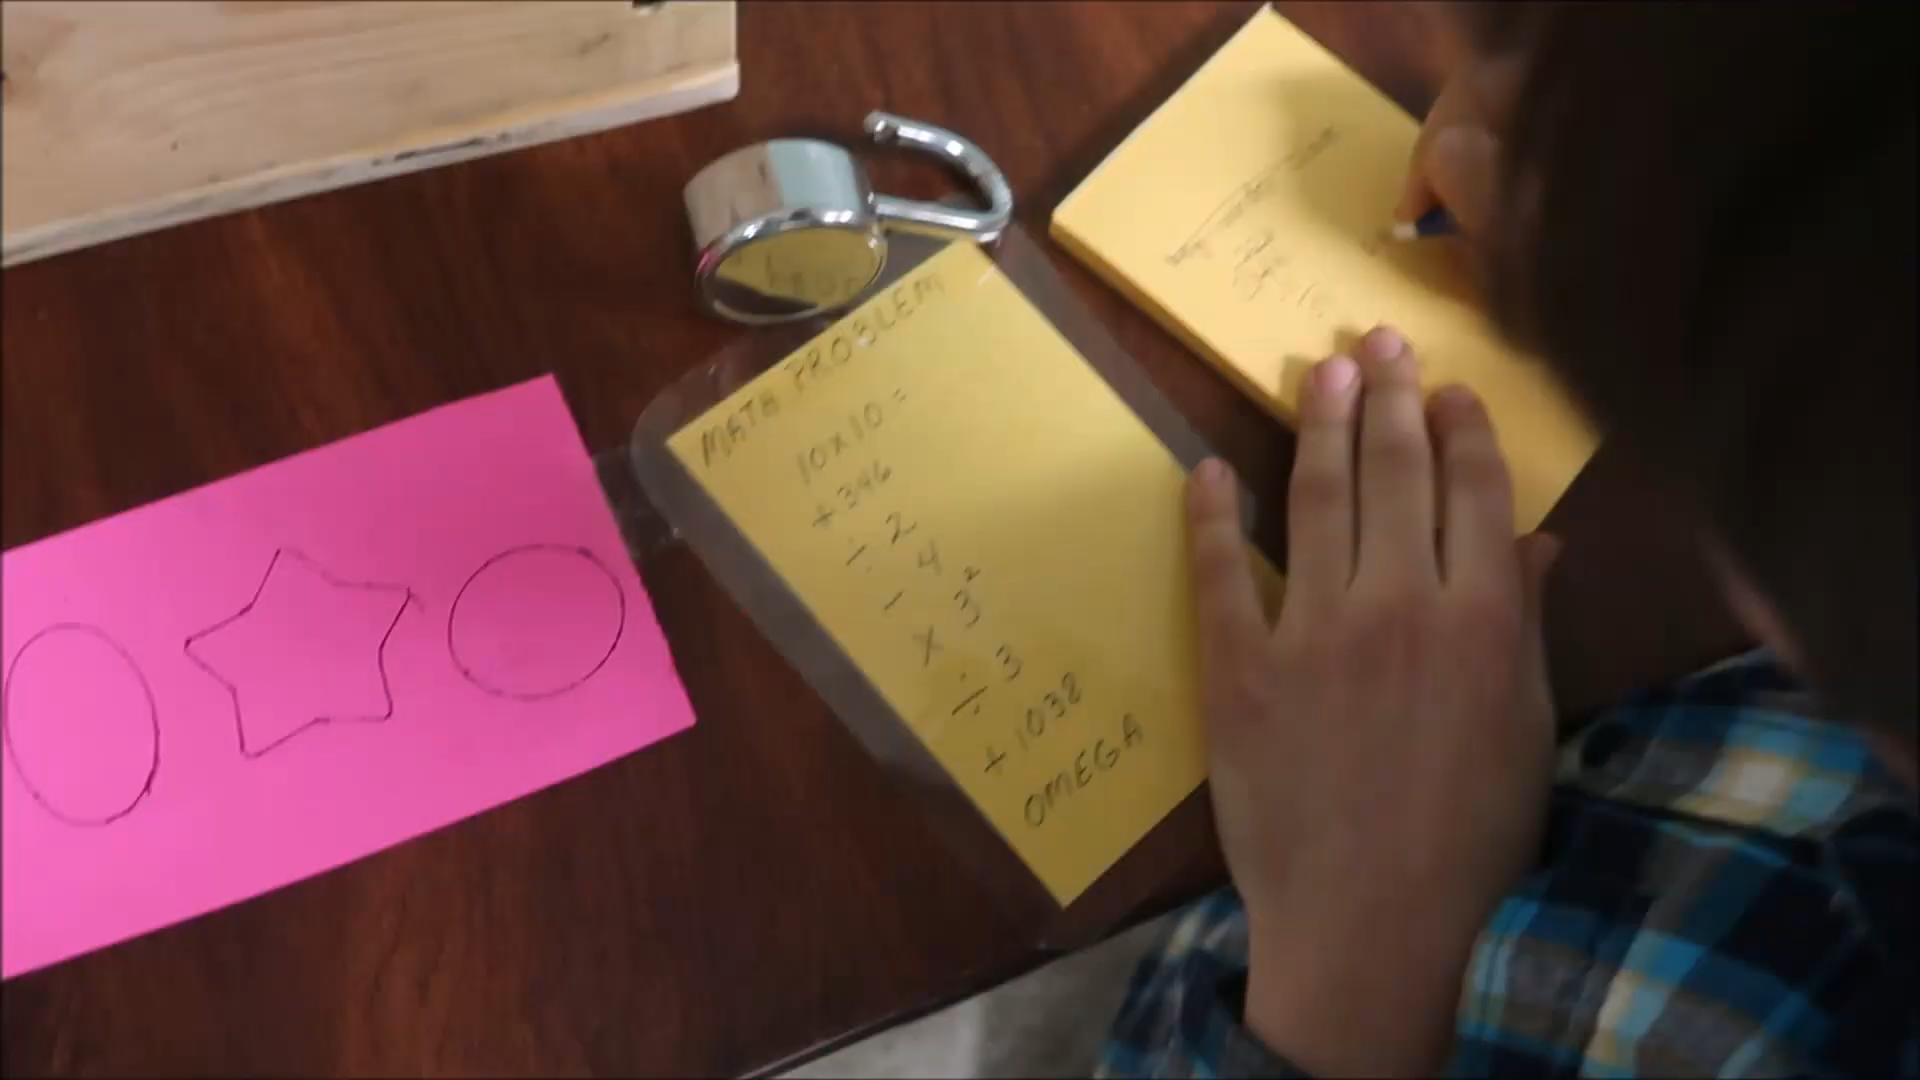 MATH PROBLEM
10x10=
+346
÷ 2
- 4
x 3²
÷ 3
+1032
OMEGA